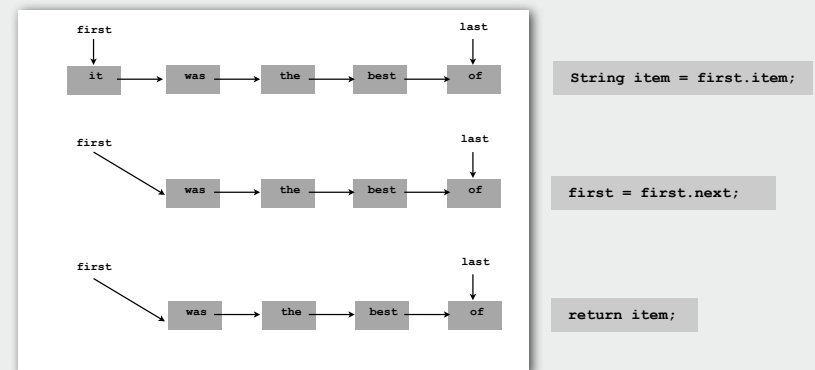 first last
it was the best of String item = first.item;
first last
was the best of first = first.next;
first last
was the best of return item;